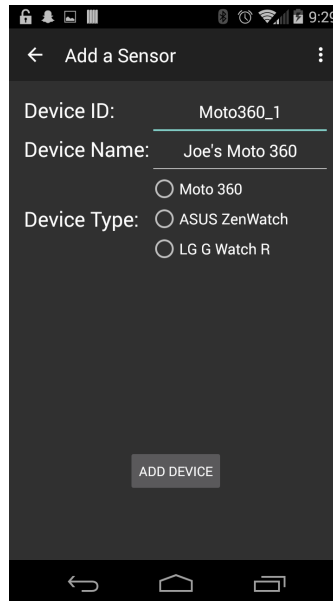 9:29
Add a Sensor
Device ID: Moto360_1
Device Name: Joe's Moto 360
Moto 360
Device Type: ASUS ZenWatch
LG G Watch R
ADD DEVICE